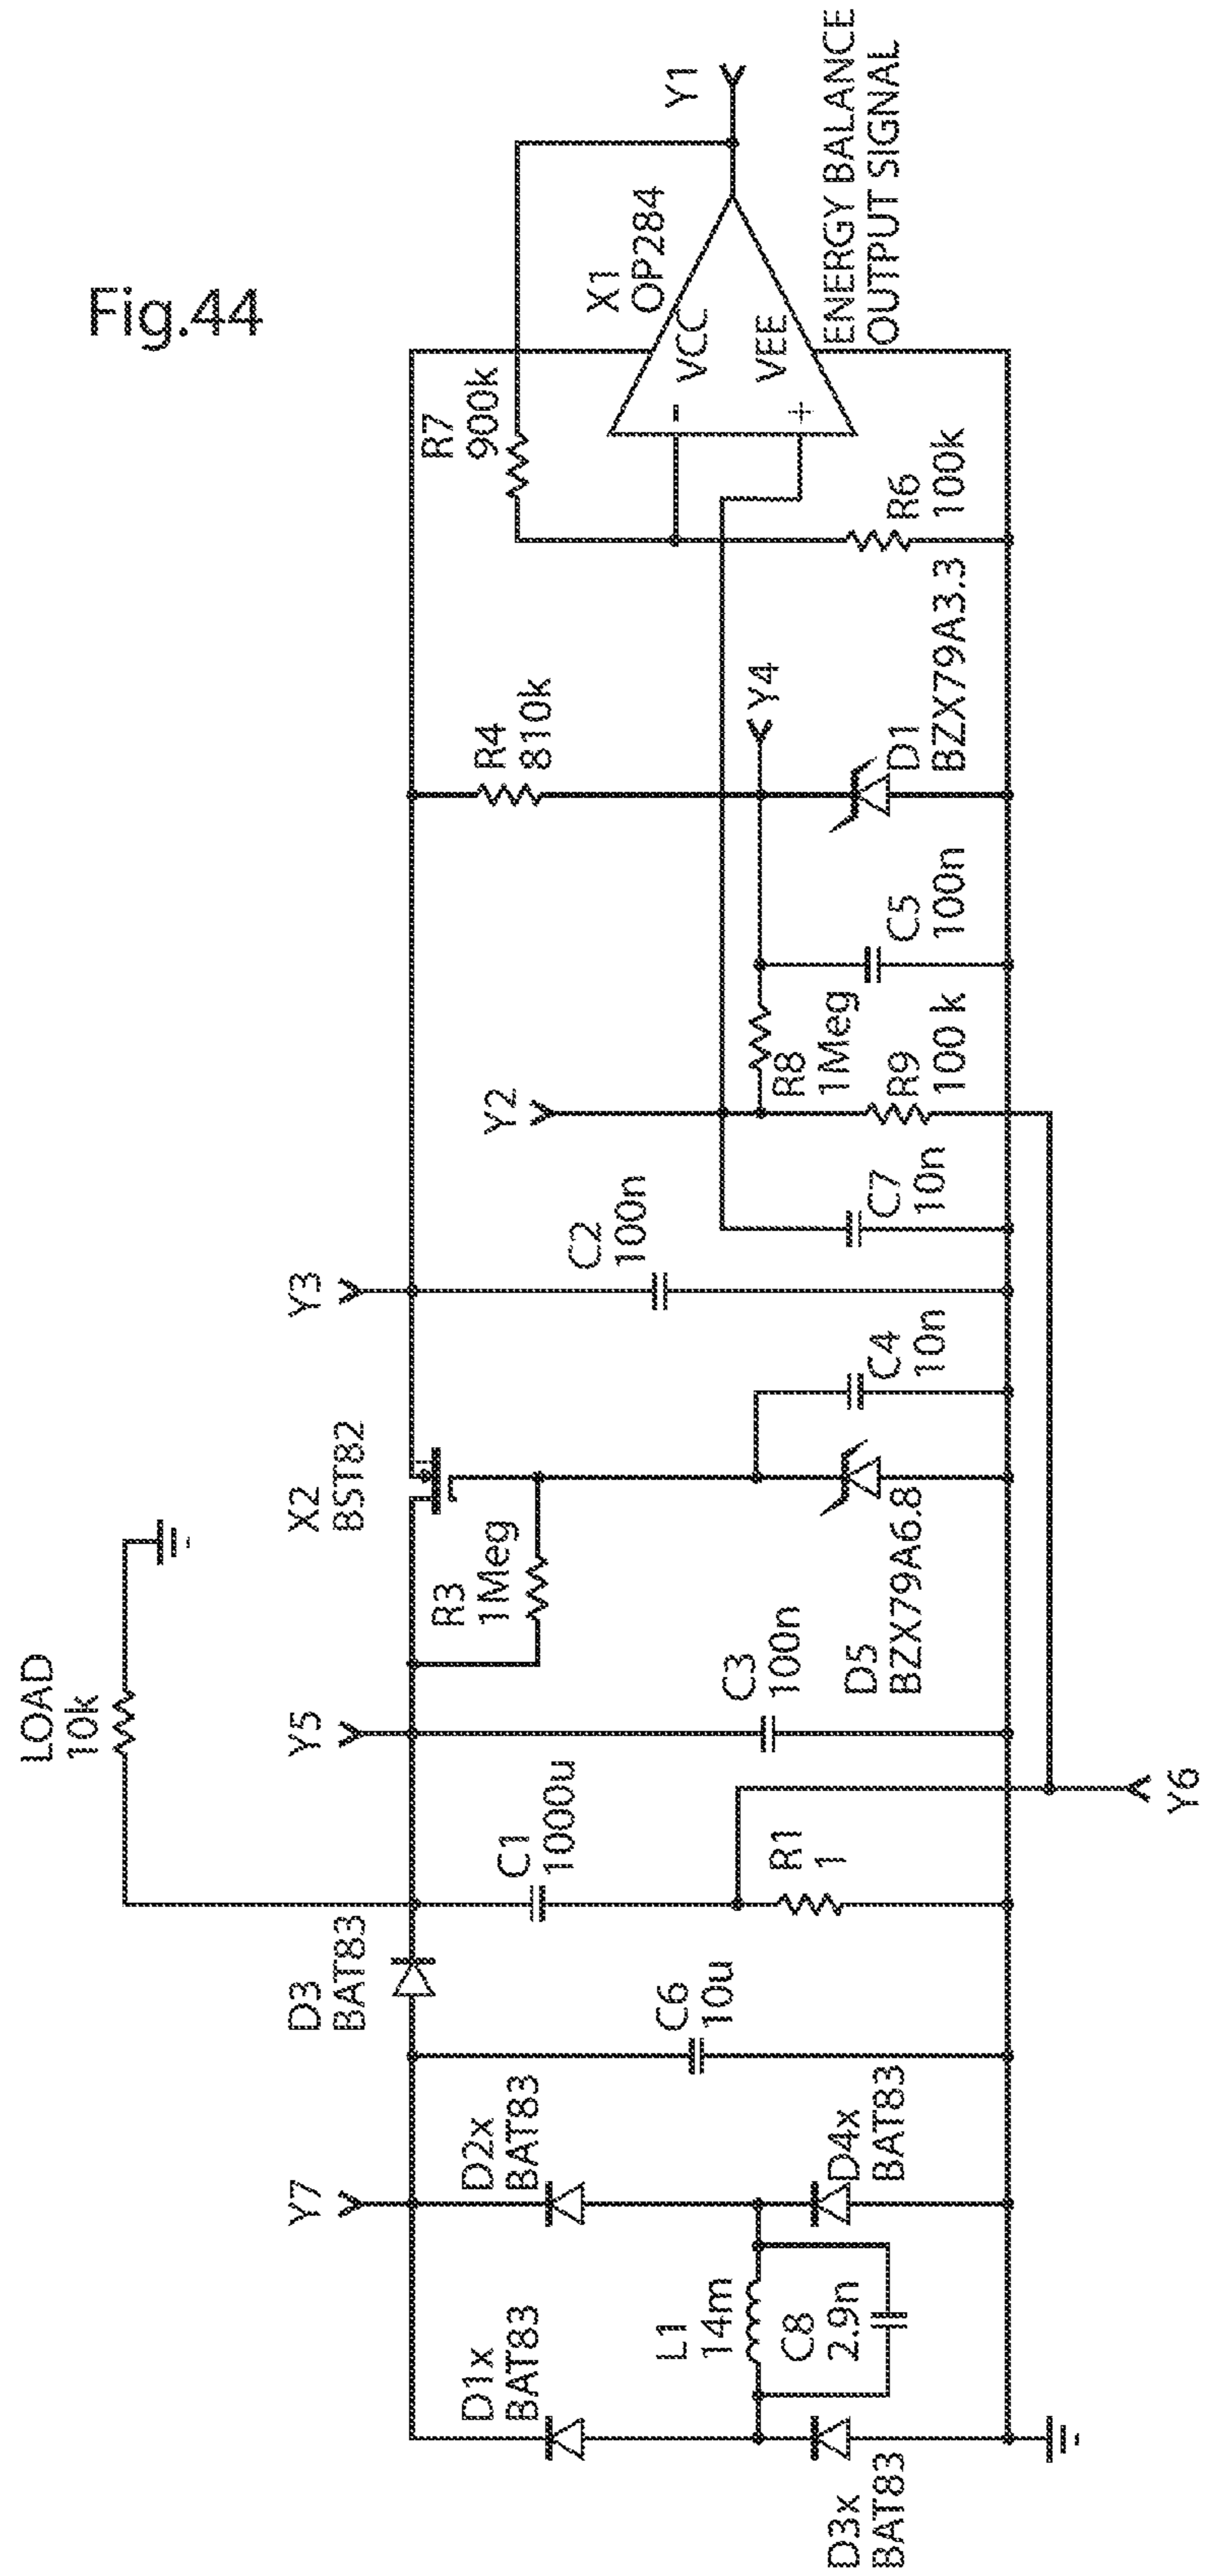 Fig.44
LOAD
10k
D3
BAT83
Y7
Y5
X2
BST82
Y3
Y2
D1x
BAT83
D2x
BAT83
C6
10u
C1
1000u
R3
1Meg
C2
100n
R4
810k
R7
900k
X1
OP284
Y1
VCC
VEE
-
+
ENERGY BALANCE
OUTPUT SIGNAL
L1
14m
C8
2.9n
D3x
BAT83
D4x
BAT83
R1
1
C3
100n
D5
BZX79A6.8
C4
10n
C7
10n
R8
1Meg
R9
100 k
C5
100n
Y4
D1
BZX79A3.3
R6
100k
Y6